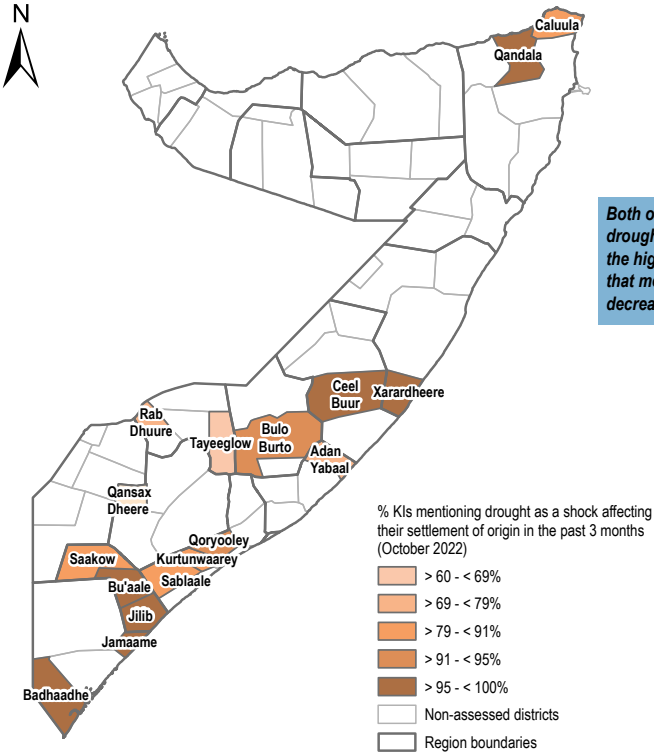 N
Caluula
Qandala
Both o
drough
the hig
that me
decrea
Ceel
Buur
Xarardheere
Rab
Dhuure
Tayeeglow
Bulo
Burto
Adan
Yabaal
Qansax
Dheere
Qoryooley
Kurtunwaarey
Saakow
Sablaale
Bu'aale
Jilib
Jamaame
Badhaadhe
% KIs mentioning drought as a shock affecting
their settlement of origin in the past 3 months
(October 2022)
> 60 - < 69%
> 69 - < 79%
> 79 - < 91%
> 91 - < 95%
> 95 - < 100%
Non-assessed districts
Region boundaries